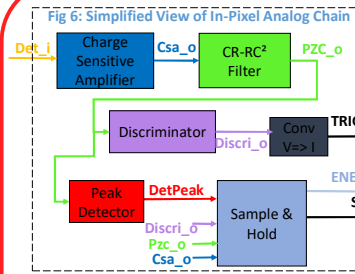 Fig 6: Simplified View of In-Pixel Analog Chain
Det_i
Charge
Sensitive
Amplifier
Csa_o
CR-RC²
Filter
PZC_o
Discriminator
Discri_o
Conv
V=> I
TRI
Peak
Detector
DetPeak
Discri_o
Pzc_o
Csa_o
Sample &
Hold
ENE
S